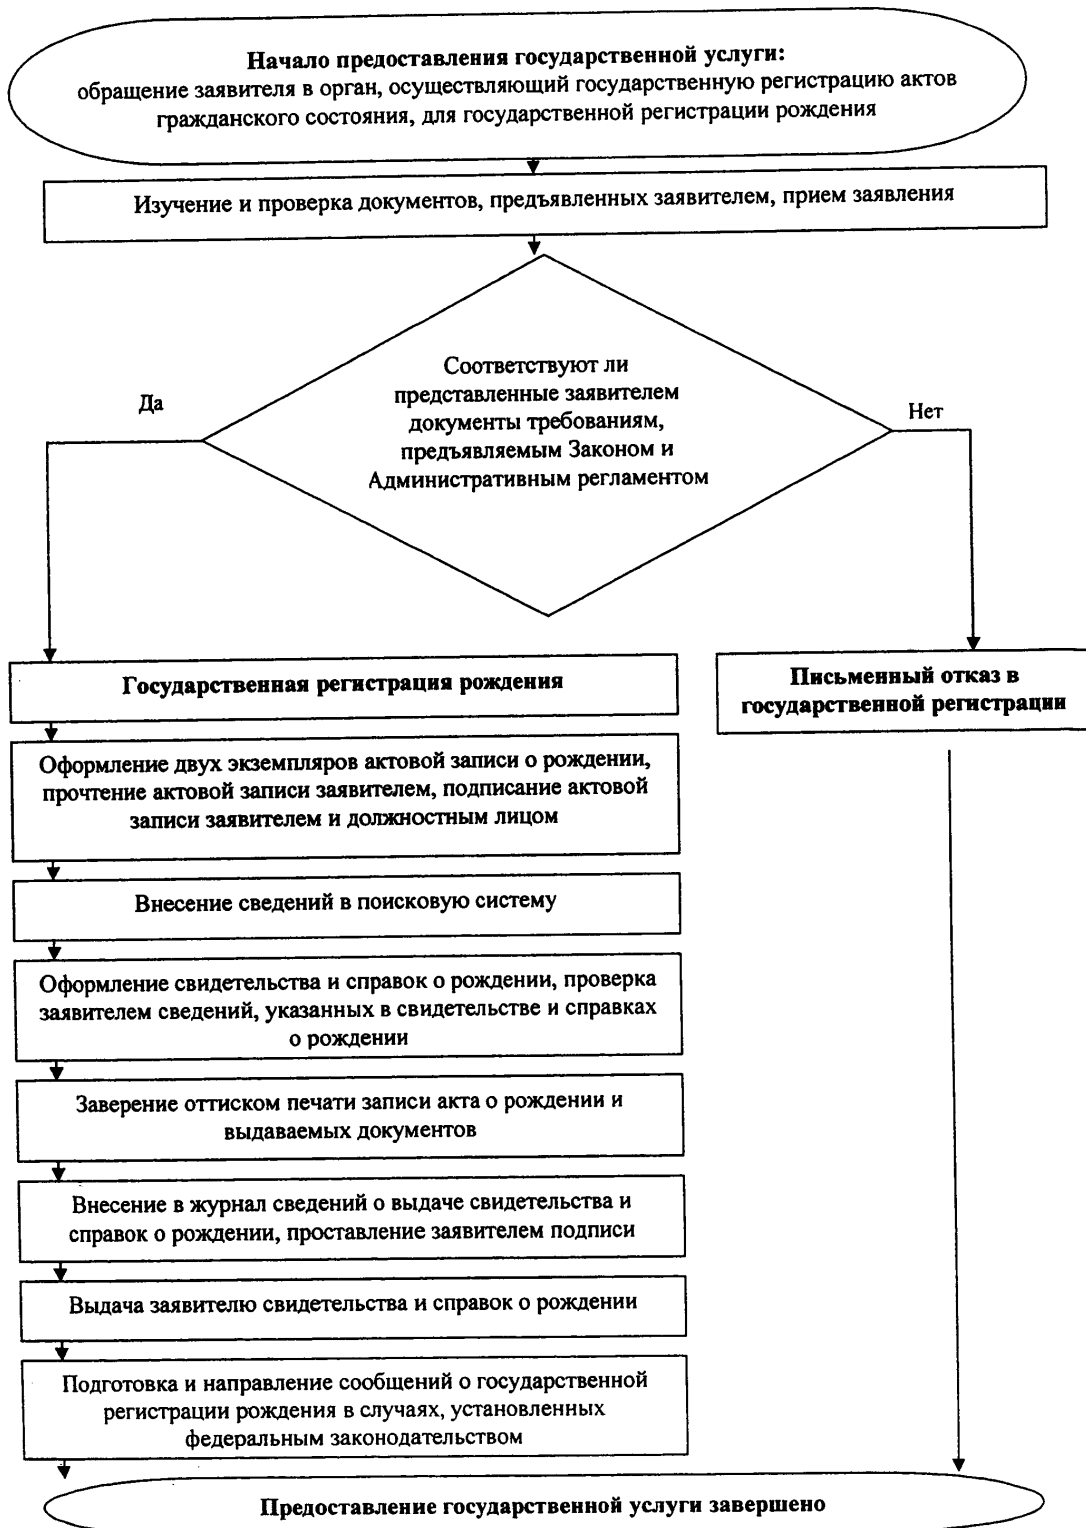 Начало предоставления государственной услуги:
обращение заявителя в орган, осуществляющий государственную регистрацию актов
гражданского состояния, для государственной регистрации рождения
Изучение и проверка документов, предъявленных заявителем, прием заявления
Соответствуют ли
представленные заявителем
документы требованиям,
предъявляемым Законом и
Административным регламентом
Да
Нет
Государственная регистрация рождения
Письменный отказ в
государственной регистрации
Оформление двух экземпляров актовой записи о рождении,
прочтение актовой записи заявителем, подписание актовой
записи заявителем и должностным лицом
Внесение сведений в поисковую систему
Оформление свидетельства и справок о рождении, проверка
заявителем сведений, указанных в свидетельстве и справках
о рождении
Заверение оттиском печати записи акта о рождении и
выдаваемых документов
Внесение в журнал сведений о выдаче свидетельства и
справок о рождении, проставление заявителем подписи
Выдача заявителю свидетельства и справок о рождении
Подготовка и направление сообщений о государственной
регистрации рождения в случаях, установленных
федеральным законодательством
Предоставление государственной услуги завершено